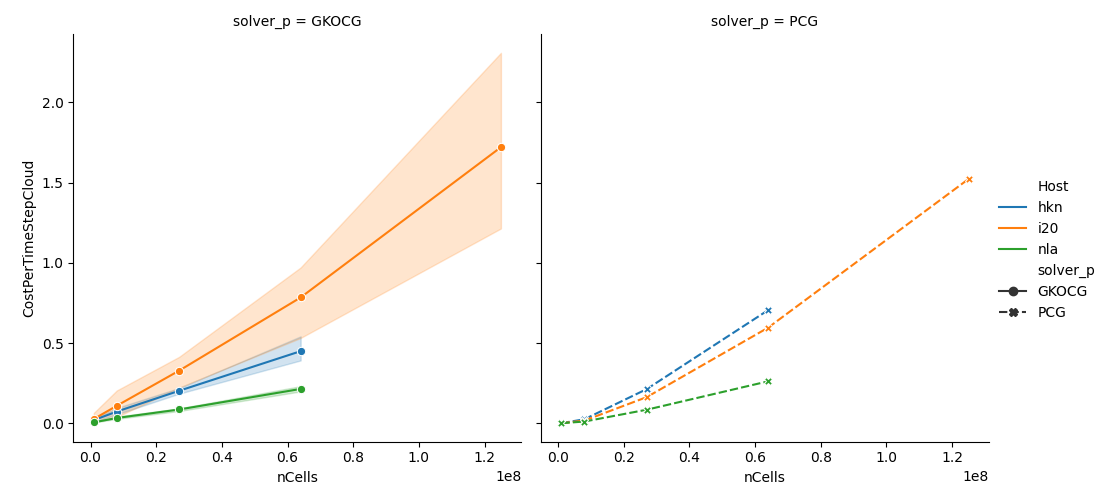 solver_p = GKOCG
solver_p = PCG
CostPerTimeStepCloud
2.0
1.5
1.0
0.5
0.0
0.0 0.2 0.4 0.6 0.8 1.0 1.2
1e8
nCells
0.0 0.2 0.4 0.6 0.8 1.0 1.2
1e8
nCells
Host
hkn
i20
nla
solver_p
GKOCG
PCG